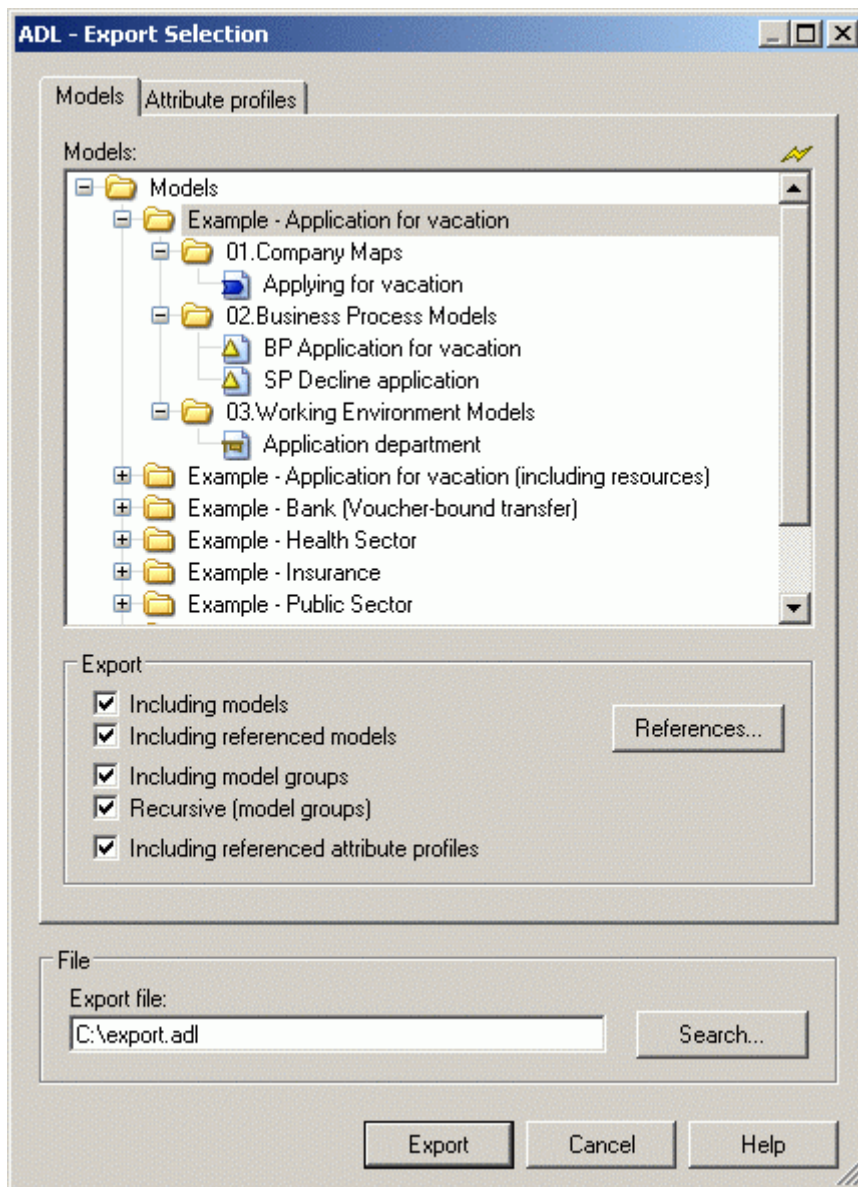 ADL - Export Selection
Models Attribute profiles
Models:
Models
Example - Application for vacation
01.Company Maps
Applying for vacation
02.Business Process Models
BP Application for vacation
SP Decline application
03.Working Environment Models
Application department
Example - Application for vacation (including resources)
Example - Bank (Voucher-bound transfer)
Example - Health Sector
Example - Insurance
Example - Public Sector
Export
Including models
Including referenced models
References...
Including model groups
Recursive (model groups)
Including referenced attribute profiles
File
Export file:
C:\export.adl
Search...
Export Cancel Help